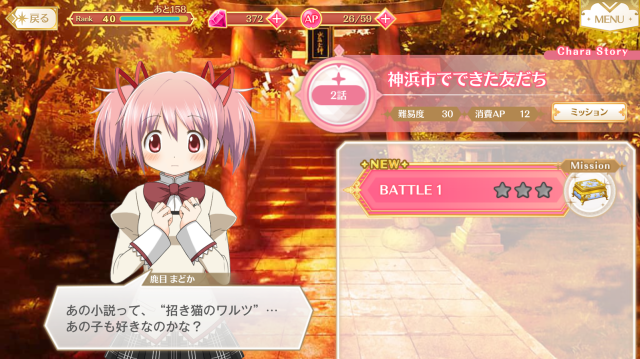 戻る
Rank 40
あと158
372
AP
26/59
MENU
Chara Story
2話
神浜市でできた友だち
難易度 30 消費AP 12
ミッション
NEW
Mission
BATTLE 1
鹿目 まどか
あの小説って、“招き猫のワルツ”…
あの子も好きなのかな？